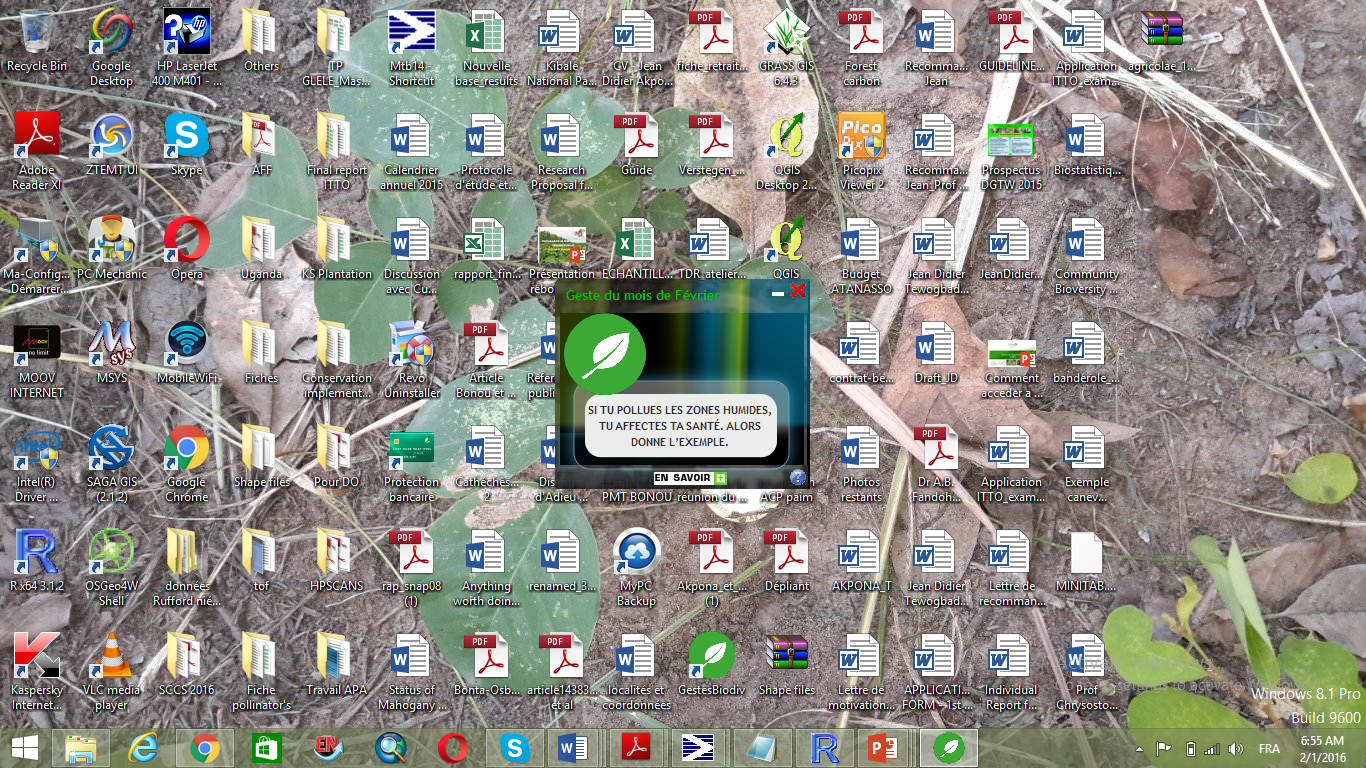 Recycle Bin
Google Desktop
HP LaserJet 400 M401 - ...
Others
TP GLELE_Mas...
Mtb14 - Shortcut
Nouvelle base_results
Kibale National Pa...
CV - Jean Didier Akpo...
fiche_retrait...
GRASS GIS 6.4.3
Forest carbon
Recomma... Jean
GUIDELINE...
Application ITTO_exam...
agricolae_1...
Adobe Reader XI
ZTEMT UI
Skype
AFF
Final report ITTO
Calendrier annuel 2015
Protocole d'étude et...
Research Proposal f...
Guide
Verstegen_...
QGIS Desktop 2...
Picopix Viewer 2
Recomma... Jean_Prof ...
Prospectus DGTW 2015
Biostatistiq...
Ma-Config... Démarrer...
PC Mechanic
Opera
Uganda
KS Plantation
Discussion avec Cu...
rapport_fin...
Présentation
ECHANTILL...
TDR_atelier...
QGIS
Budget ATANASSO
Jean Didier Tewogbad...
JeanDidier...
Community Bioversity ...
Geste du mois de Février
SI TU POLLUES LES ZONES HUMIDES,
TU AFFECTES TA SANTÉ. ALORS
DONNE L'EXEMPLE.
EN SAVOIR +
MOOV INTERNET
MSYS
MobileWiFi
Fiches
Conservation implement...
Revo Uninstaller
Article Bonou et ...
contrat-be...
Draft_JD
Comment acceder a ...
banderole_...
Intel(R) Driver ...
SAGA GIS (2.1.2)
Google Chrome
Shape files
Pour DO
Protection bancaire
Cathèchès... 2
d'Adieu ...
PMT BONOU
réunion du ...
ACP paim
Photos restants
Dr A.B. Fandoh...
Application ITTO_exam...
Exemple canev...
R x64 3.1.2
OSGeo4W Shell
données Rufford nié...
tof
HPSCANS
rap_snap08 (1)
Anything worth doin...
renamed_3...
MyPC Backup
Akpona_et_... (1)
Dépliant
AKPONA_T
Jean Didier Tewogbad...
Lettre de recomman...
MINITAB....
Kaspersky Internet...
VLC media player
SGCS 2016
Fiche pollinator's
Travail APA
Status of Mahogany ...
Bonta-Osb...
article14383... et al
localités et coordonnées
GestesBiodiv
Shape files
Lettre de motivation...
APPLICATI... FORM - 1st ...
Individual Report f...
Prof Chrysosto...
Windows 8.1 Pro
Build 9600
FRA
6:55 AM
2/1/2016